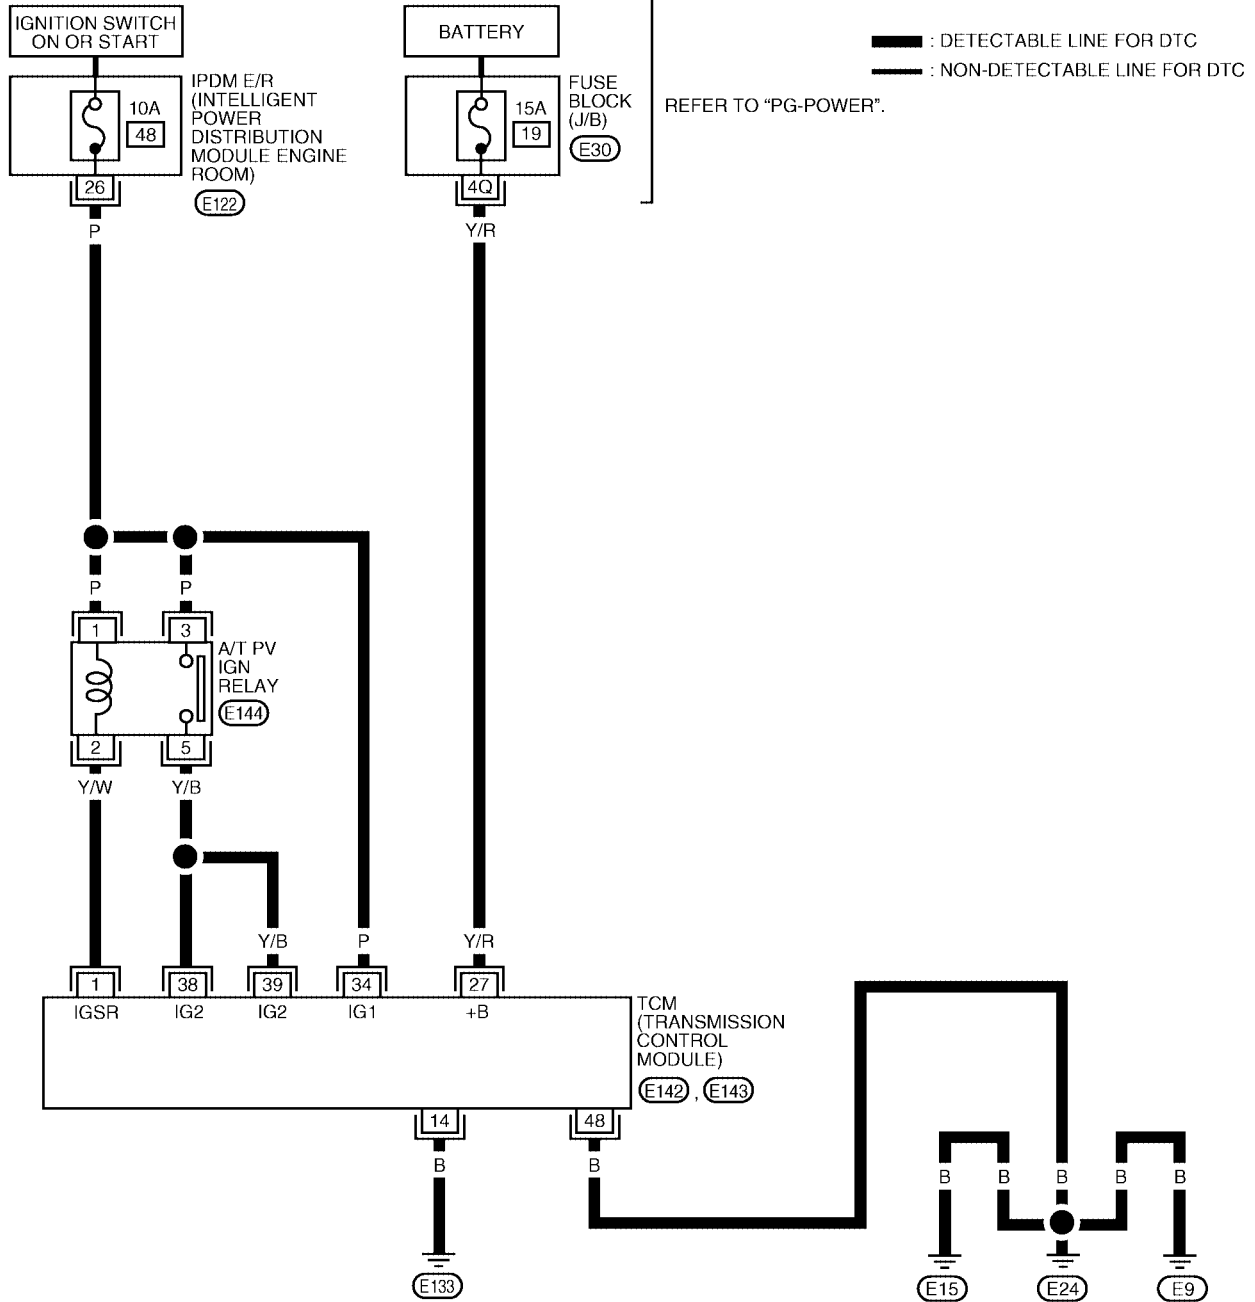 IGNITION SWITCH
ON OR START
BATTERY
: DETECTABLE LINE FOR DTC
: NON-DETECTABLE LINE FOR DTC
IPDM E/R
(INTELLIGENT
POWER
DISTRIBUTION
MODULE ENGINE
ROOM)
E122
10A
48
26
P
FUSE
BLOCK
(J/B)
E30
15A
19
4Q
Y/R
REFER TO “PG-POWER”.
P
P
1
3
A/T PV
IGN
RELAY
E144
2
5
Y/W
Y/B
Y/B
P
Y/R
1
38
39
34
27
IGSR
IG2
IG2
IG1
+B
TCM
(TRANSMISSION
CONTROL
MODULE)
E142 , E143
14
48
B
B
B
B
B
B
B
E133
E15
E24
E9